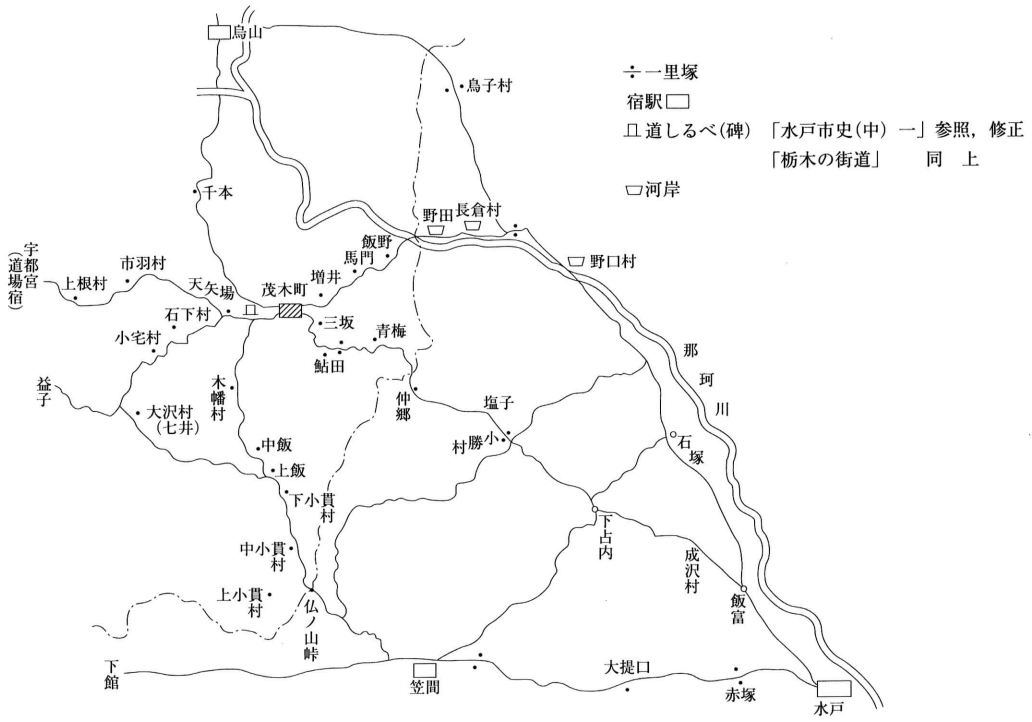 烏山
鳥子村
一里塚
宿駅
道しるべ(碑) 「水戸市史(中) 一」参照,修正
「栃木の街道」 同 上
河岸
千本
野田
長倉村
飯野
馬門
増井
茂木町
野口村
宇都宮
(道場宿)
上根村
市羽村
天矢場
石下村
小宅村
三坂
青梅
鮎田
那珂川
益子
大沢村
(七井)
木幡村
仲郷
塩子
小勝村
石塚
中飯
上飯
下小貫村
下占内
中小貫村
成沢村
上小貫村
仏ノ山峠
飯富
下館
笠間
大提口
赤塚
水戸